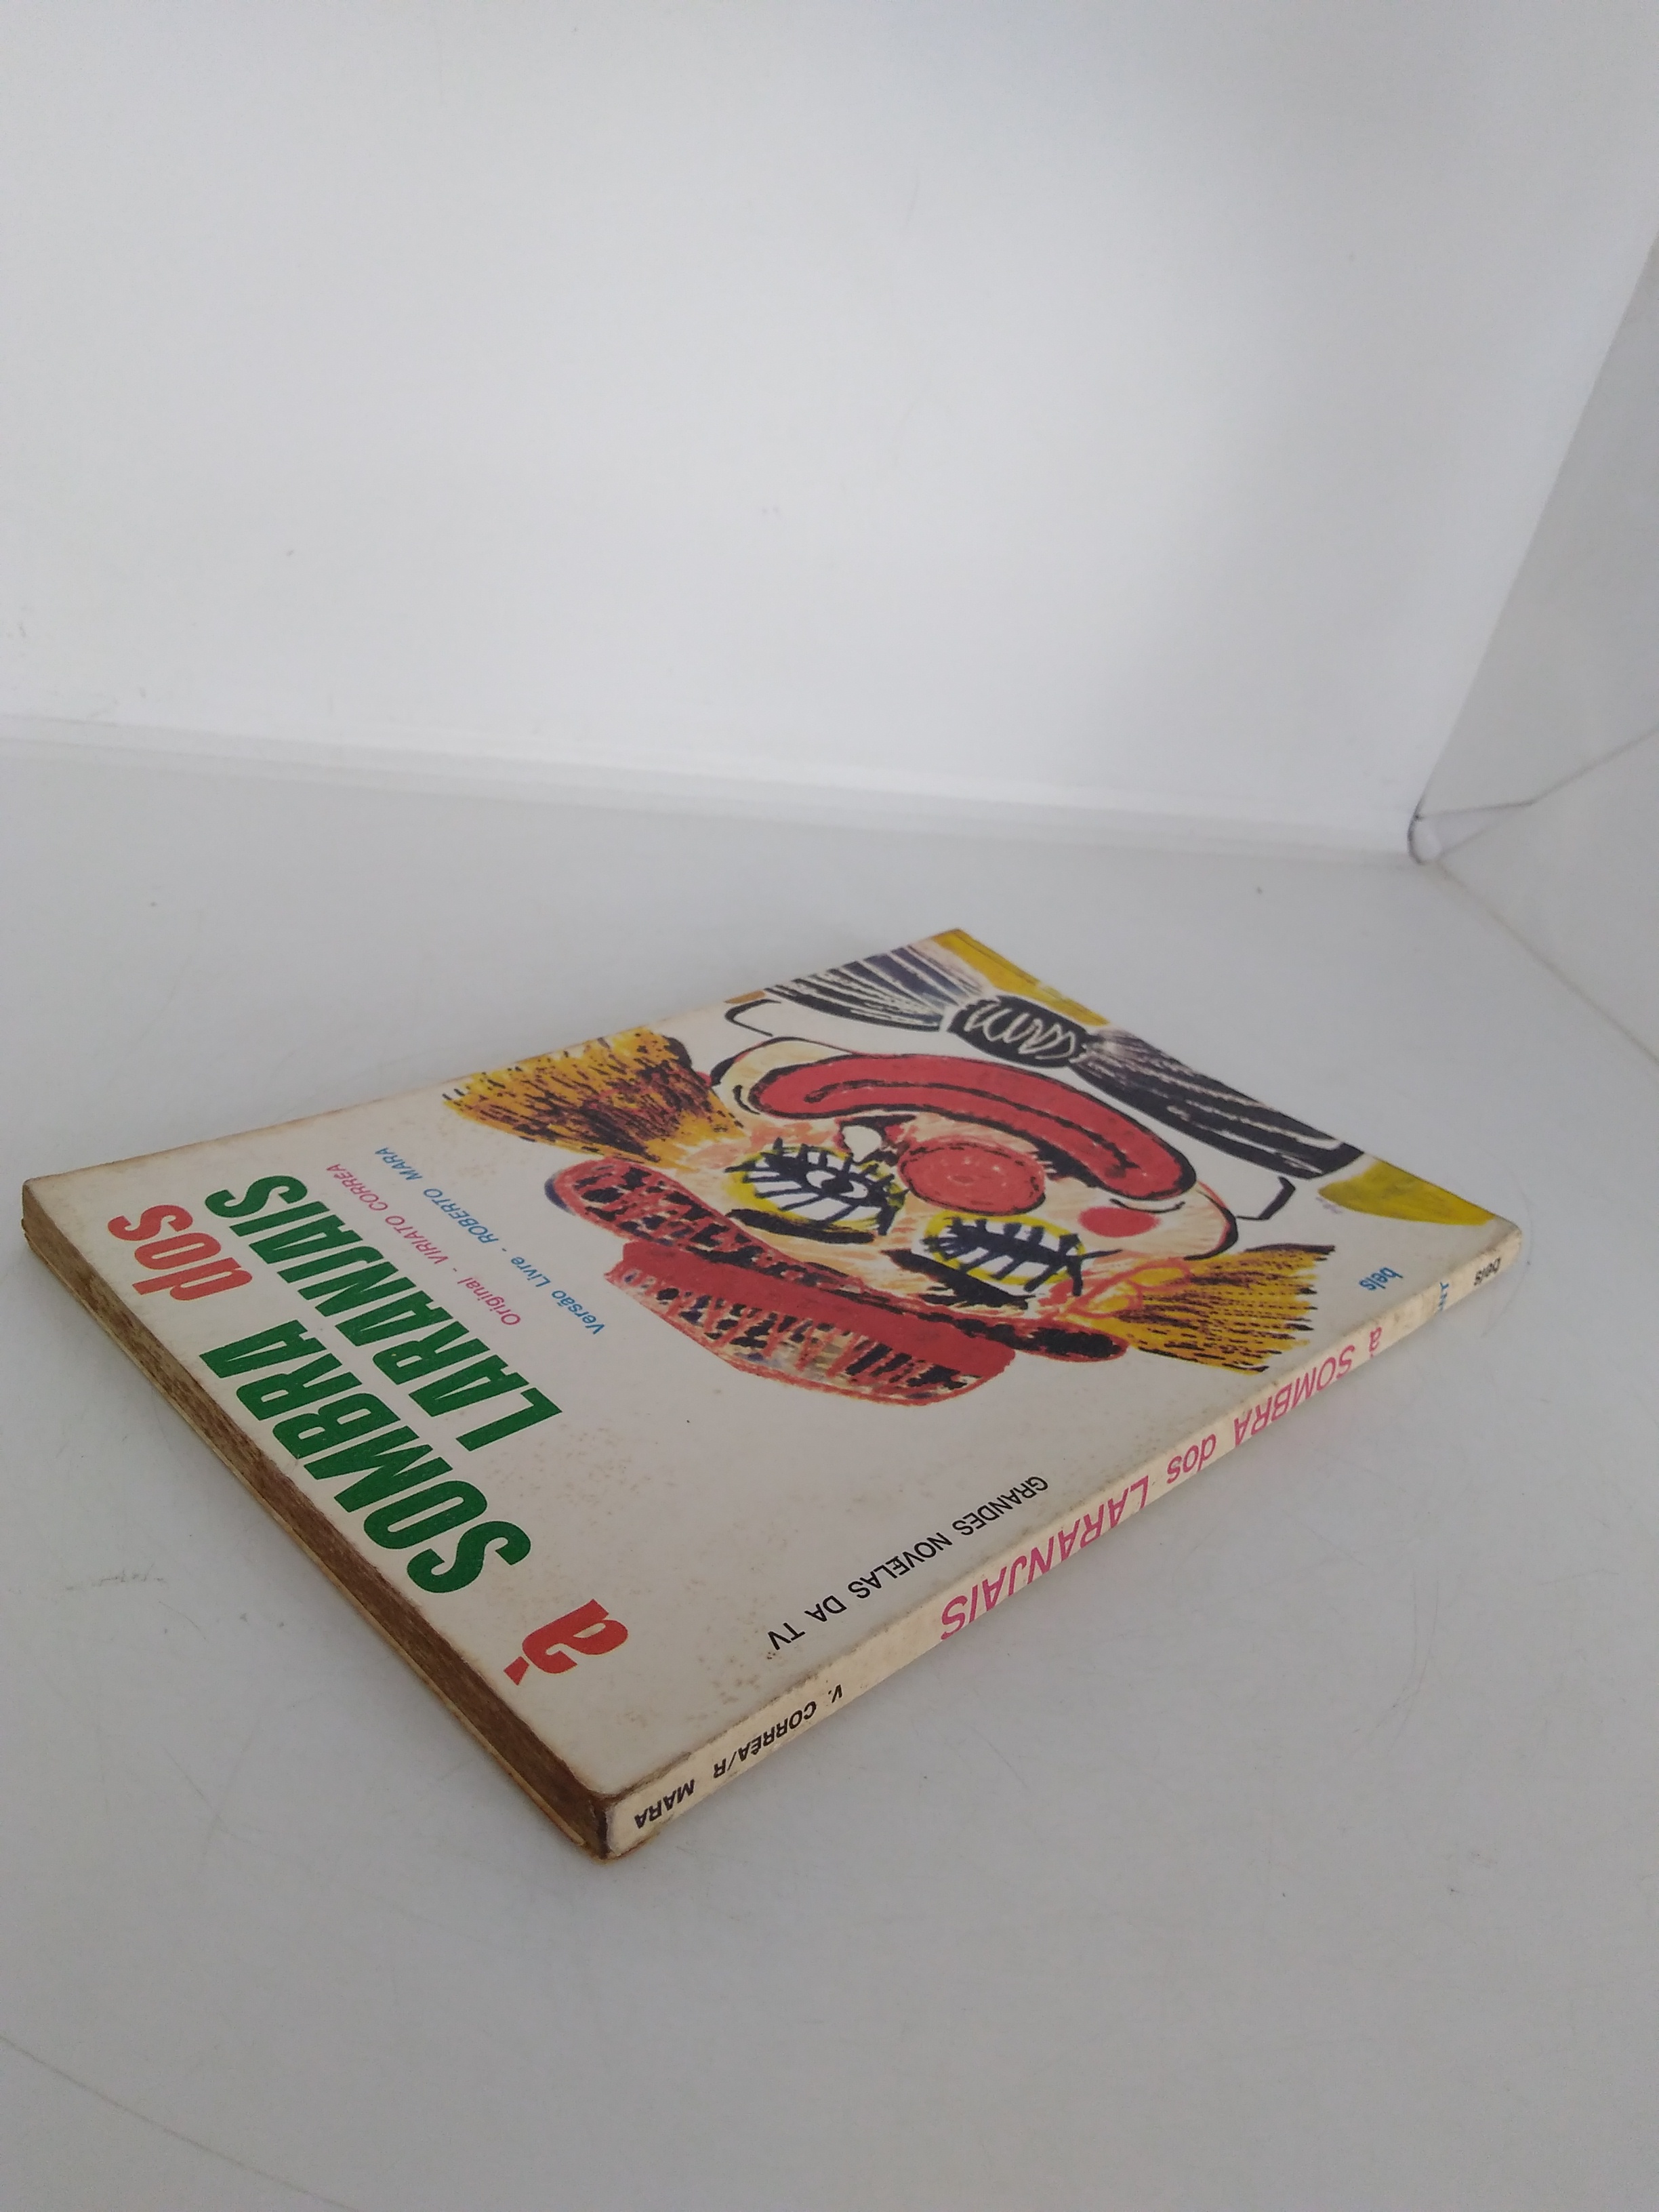 GRANDES NOVELAS DA TV
à
SOMBRA dos
LARANJAIS
Original - VIRIATO CORRÊA
Versão Livre - ROBERTO MARA
bels
V. CORRÊA/R MARA
à SOMBRA dos LARANJAIS
bels